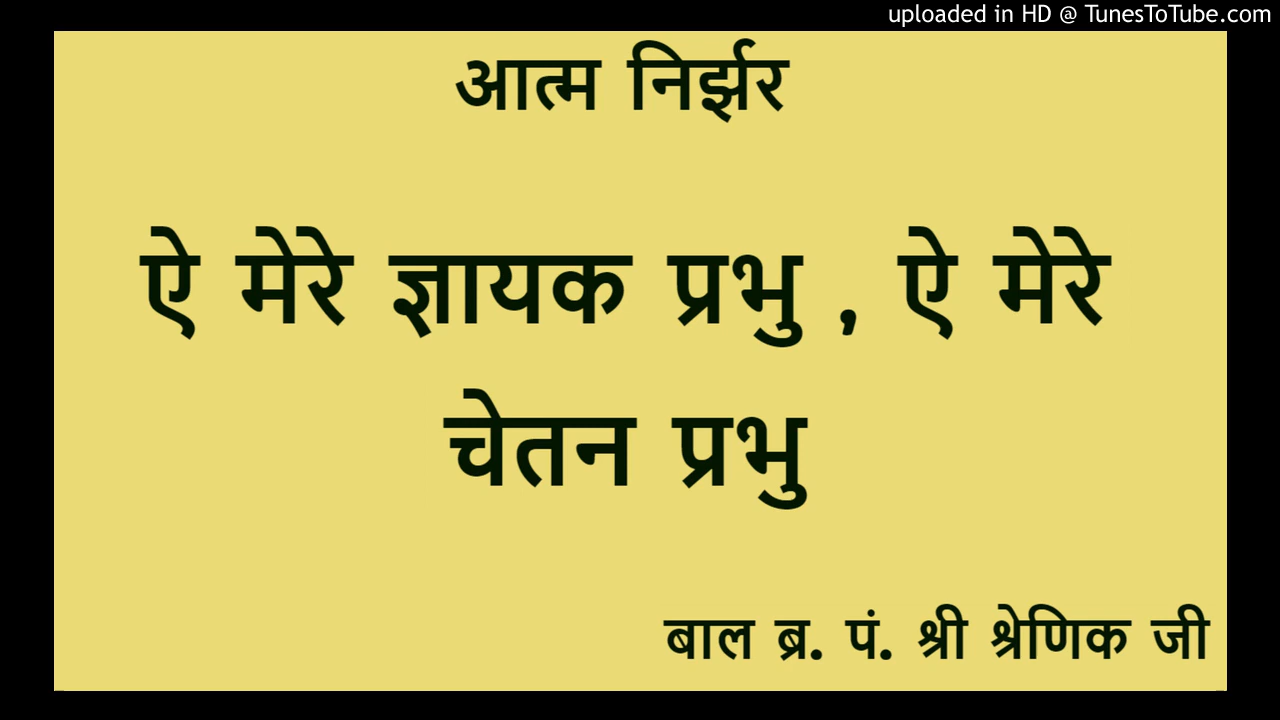 uploaded in HD @ TunesToTube.com
आत्म निर्झर
ऐ मेरे ज्ञायक प्रभु , ऐ मेरे
चेतन प्रभु
बाल ब्र. पं. श्री श्रेणिक जी